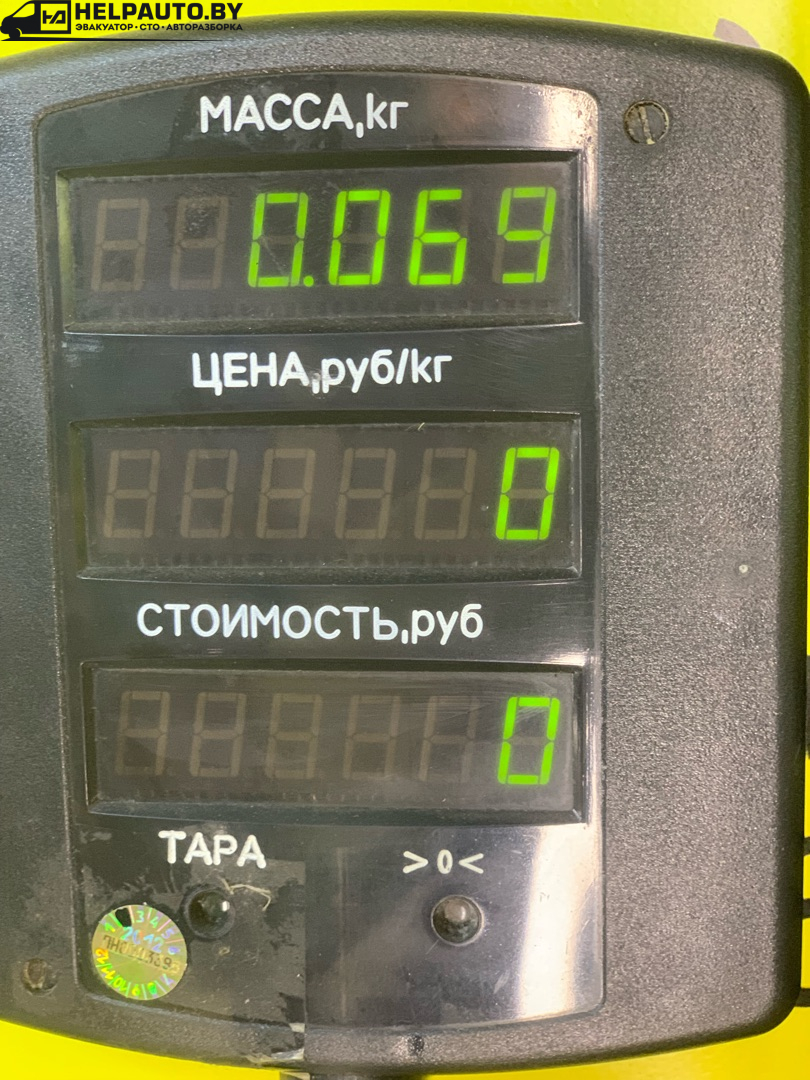 HELPAUTO.BY
ЭВАКУАТОР•СТО•АВТОРАЗБОРКА
МАССА,кг
0.069
ЦЕНА,руб/кг
0
СТОИМОСТЬ,руб
0
ТАРА
>0<